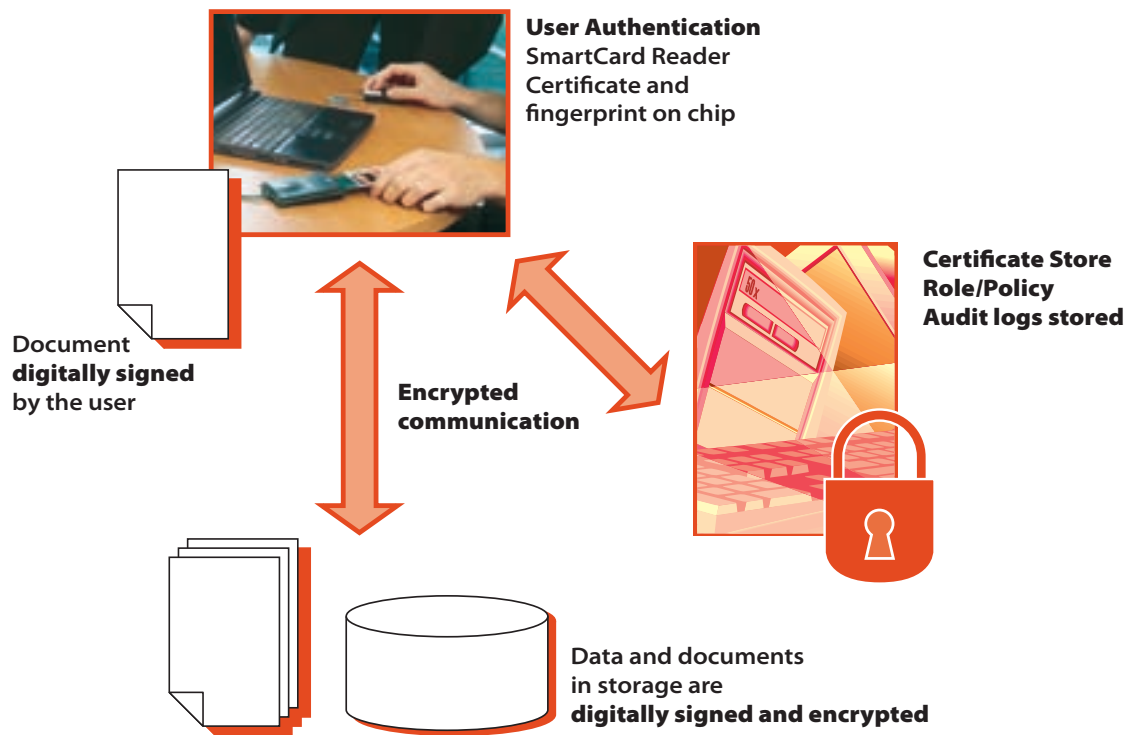 User Authentication
SmartCard Reader
Certificate and
fingerprint on chip
Certificate Store
Role/Policy
Audit logs stored
Document
digitally signed
by the user
Encrypted
communication
50 x
Data and documents
in storage are
digitally signed and encrypted